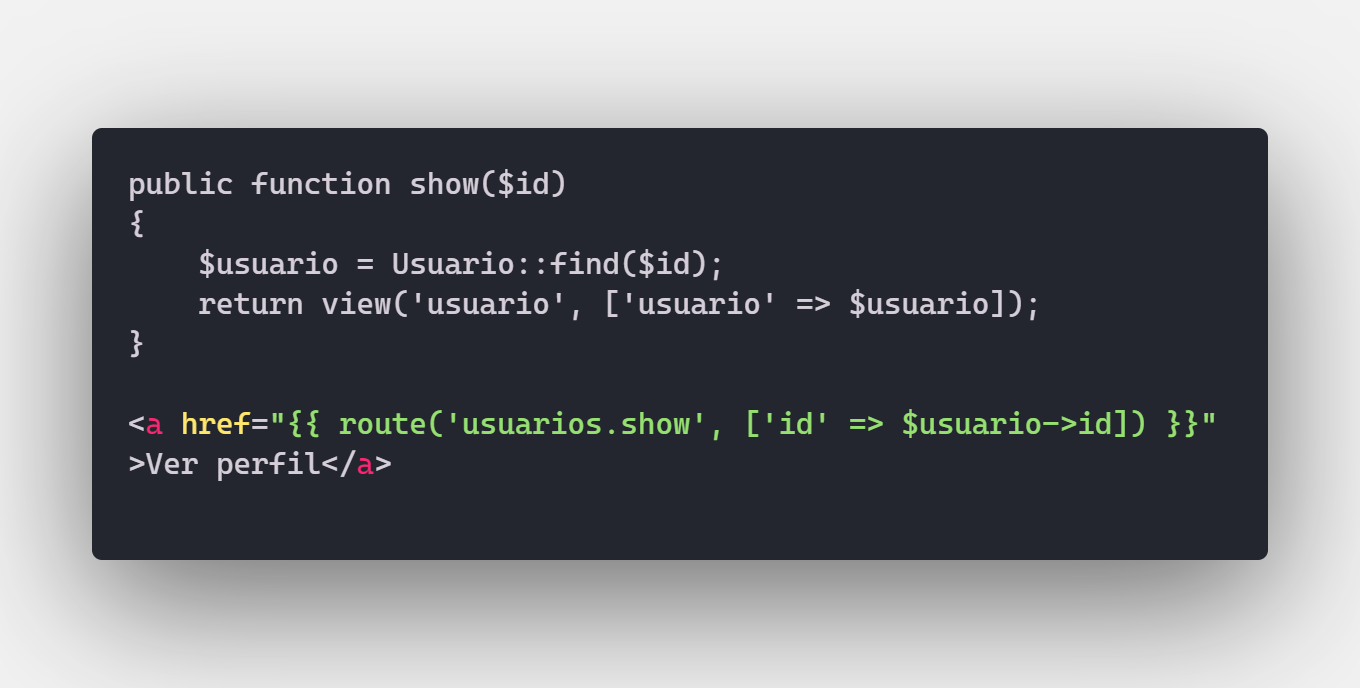 public function show($id)
{
    $usuario = Usuario::find($id);
    return view('usuario', ['usuario' => $usuario]);
}

<a href="{{ route('usuarios.show', ['id' => $usuario->id]) }}"
>Ver perfil</a>